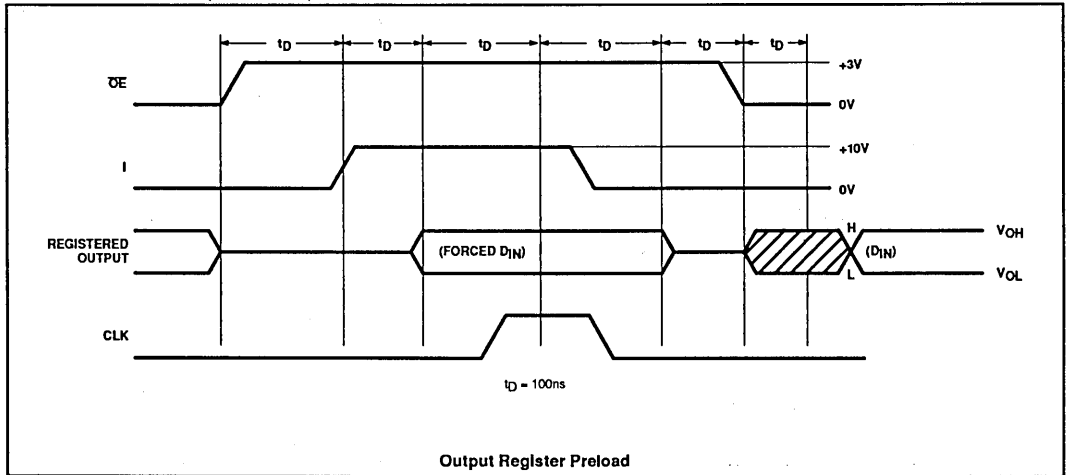 tD tD tD tD tD tD
OE +3V
0V
I +10V
0V
REGISTERED OUTPUT (FORCED DIN) H L (DIN) VOH VOL
CLK
tD = 100ns
Output Register Preload